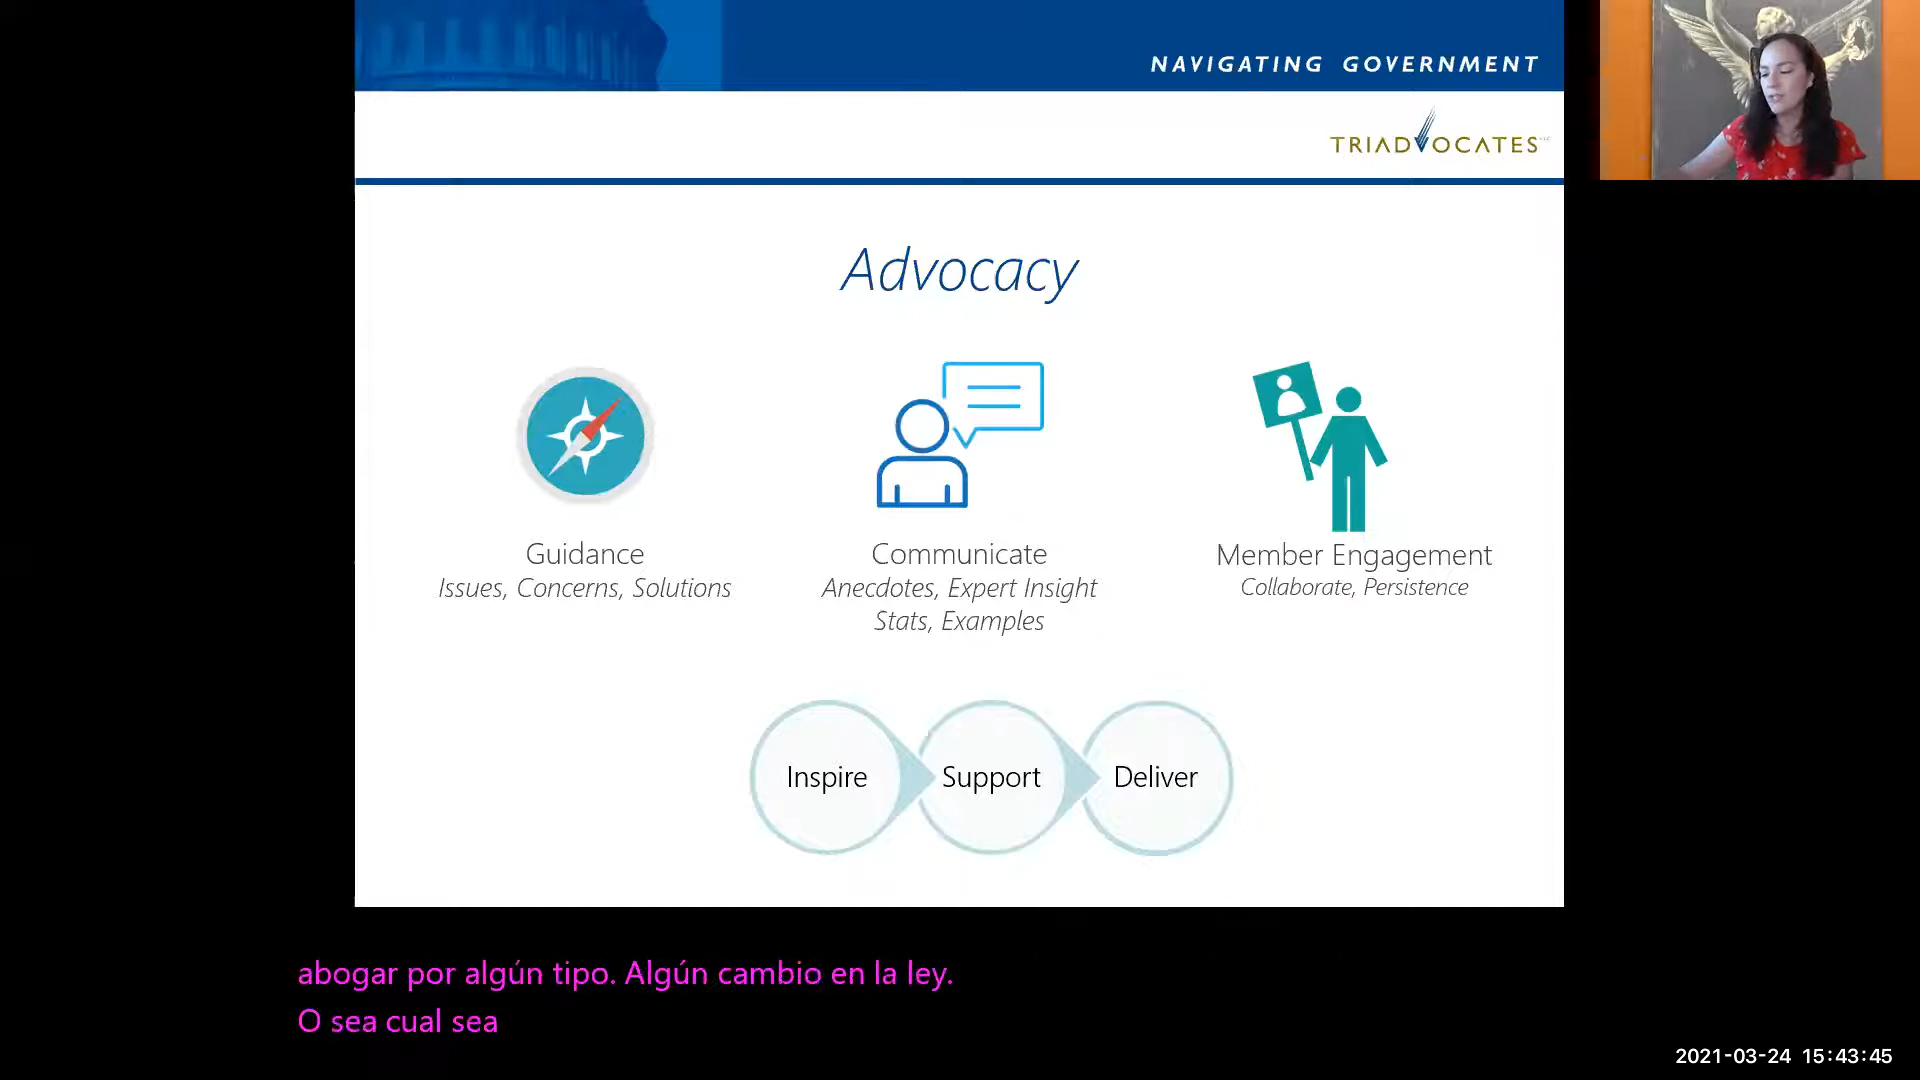 NAVIGATING GOVERNMENT
TRIADVOCATES
Advocacy
Guidance
Issues, Concerns, Solutions
Communicate
Anecdotes, Expert Insight
Stats, Examples
Member Engagement
Collaborate, Persistence
Inspire
Support
Deliver
abogar por algún tipo. Algún cambio en la ley.
O sea cual sea
2021-03-24 15:43:45